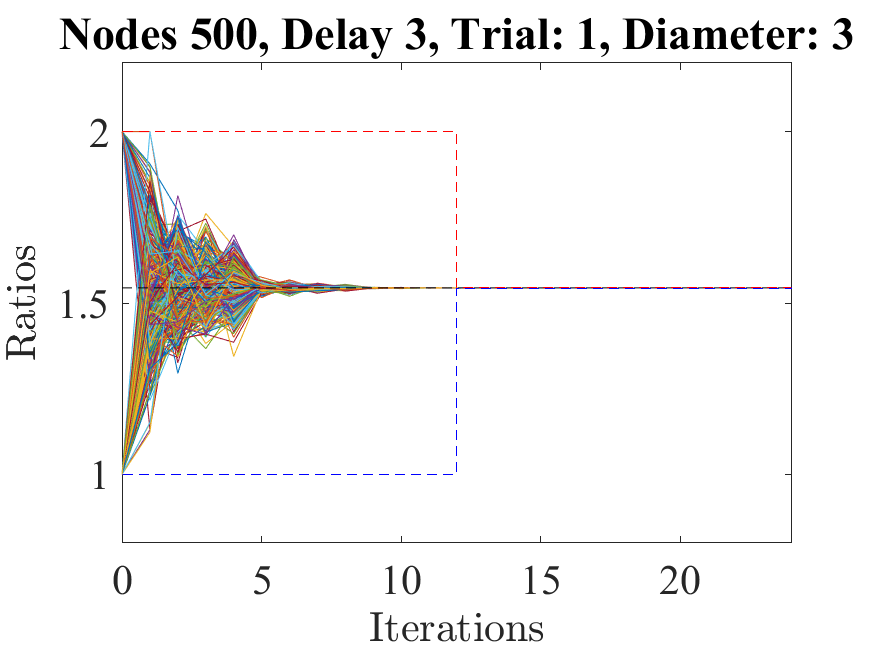 Nodes 500, Delay 3, Trial: 1, Diameter: 3
2
1.5
1
Ratios
0 5 10 15 20
Iterations